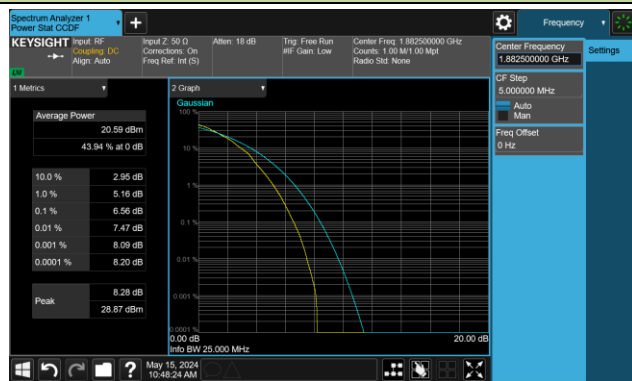 Spectrum Analyzer 1
Power Stat CCDF
Frequency
KEYSIGHT
Input: RF
Coupling: DC
Align: Auto
Input Z: 50 Ω
Corrections: On
Freq Ref: Int (S)
Atten: 18 dB
Trig: Free Run
#IF Gain: Low
Center Freq: 1.882500000 GHz
Counts: 1.00 M/1.00 Mpt
Radio Std: None
LM
Center Frequency
1.882500000 GHz
Settings
CF Step
5.000000 MHz
Auto
Man
Freq Offset
0 Hz
1 Metrics
Average Power
20.59 dBm
43.94 % at 0 dB
10.0 % 2.95 dB
1.0 % 5.16 dB
0.1 % 6.56 dB
0.01 % 7.47 dB
0.001 % 8.09 dB
0.0001 % 8.20 dB
Peak
8.28 dB
28.87 dBm
2 Graph
Gaussian
100 %
10 %
1 %
0.1 %
0.01 %
0.001 %
0.0001 %
0.00 dB 20.00 dB
Info BW 25.000 MHz
?
May 15, 2024
10:48:24 AM